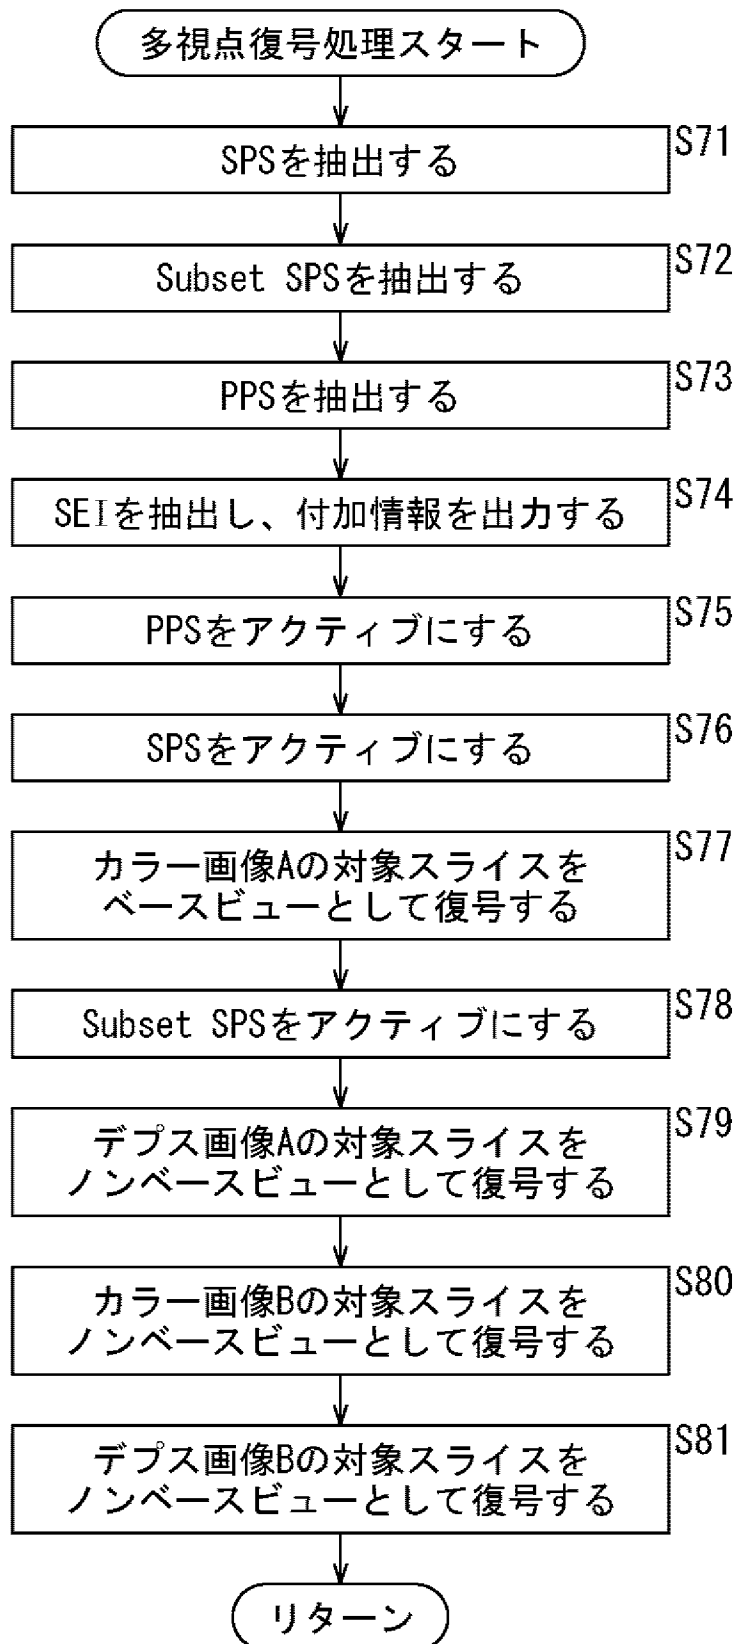 多視点復号処理スタート
S71
SPSを抽出する
S72
Subset SPSを抽出する
S73
PPSを抽出する
S74
SEIを抽出し、付加情報を出力する
S75
PPSをアクティブにする
S76
SPSをアクティブにする
S77
カラー画像Aの対象スライスを
ベースビューとして復号する
S78
Subset SPSをアクティブにする
S79
デプス画像Aの対象スライスを
ノンベースビューとして復号する
S80
カラー画像Bの対象スライスを
ノンベースビューとして復号する
S81
デプス画像Bの対象スライスを
ノンベースビューとして復号する
リターン